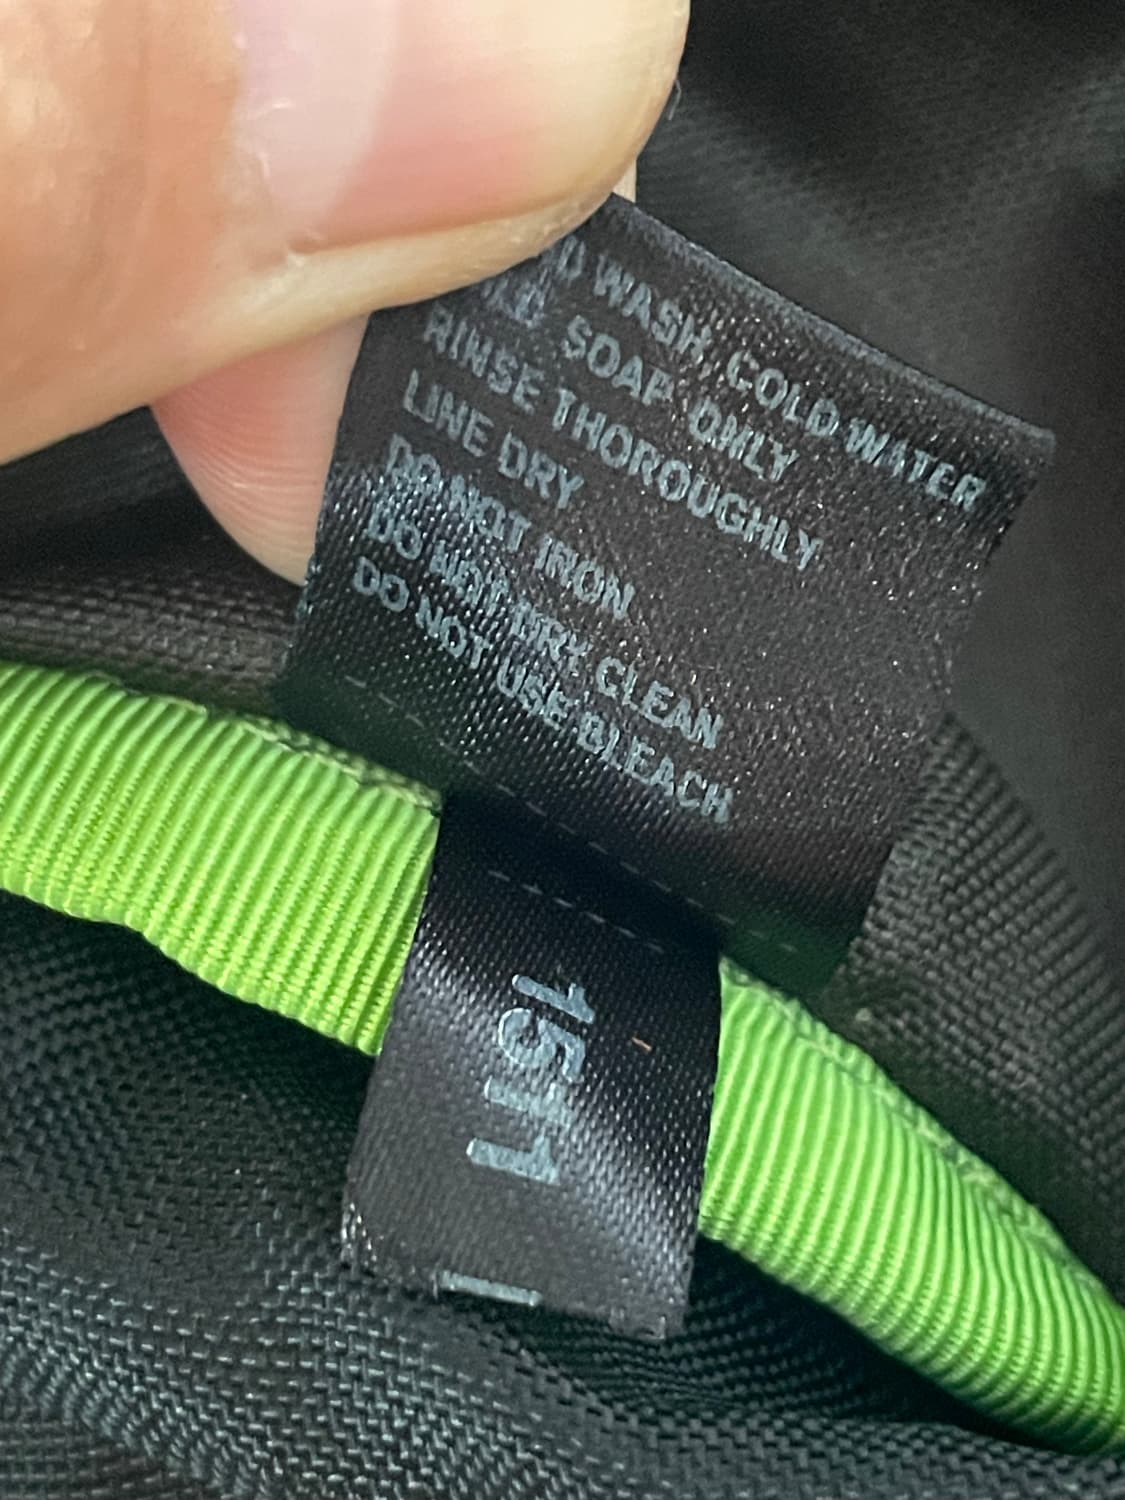 WASH, COLD WATER
SOAP ONLY
RINSE THOROUGHLY
LINE DRY
DO NOT IRON
DO NOT DRY CLEAN
DO NOT USE BLEACH
1511